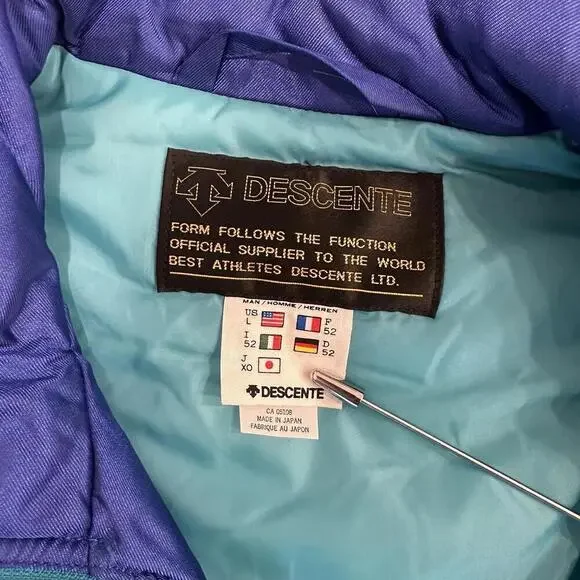 DESCENTE
FORM FOLLOWS THE FUNCTION
OFFICIAL SUPPLIER TO THE WORLD
BEST ATHLETES DESCENTE LTD.
MAN / HOMME / HERREN
US L F 52
I 52 D 52
J XO
DESCENTE
CA 05108
MADE IN JAPAN
FABRIQUE AU JAPON